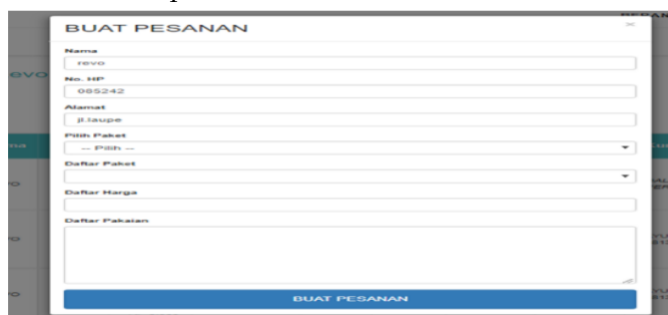 BUAT PESANAN
×
Nama
revo
No. HP
085242
Alamat
jl.taupe
Pilih Paket
-- Pilih --
Daftar Paket
Daftar Harga
Daftar Pakaian
BUAT PESANAN